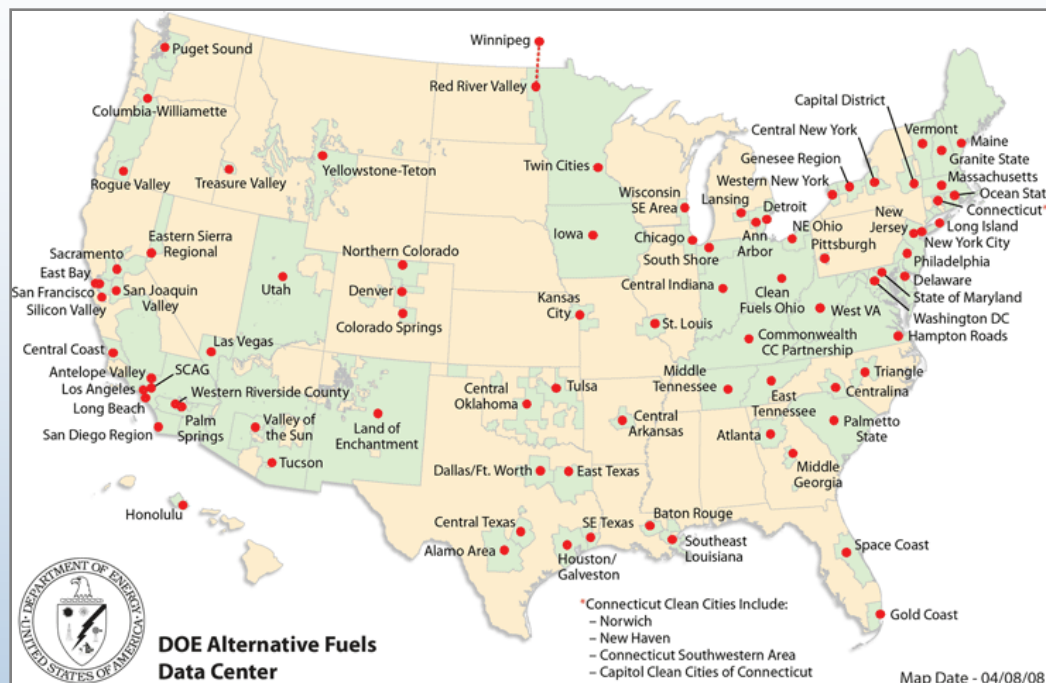 Winnipeg
Puget Sound
Red River Valley
Columbia-Williamette
Capital District
Central New York
Vermont
Maine
Genesee Region
Granite State
Twin Cities
Western New York
Massachusetts
Rogue Valley
Treasure Valley
Yellowstone-Teton
Wisconsin
SE Area
Lansing
Detroit
Ocean Stat
Connecticut*
New
Jersey
Long Island
Iowa
Chicago
Ann
Arbor
NE Ohio
New York City
Eastern Sierra
Regional
Pittsburgh
Sacramento
Northern Colorado
South Shore
Philadelphia
East Bay
Delaware
San Francisco
San Joaquin
Valley
Utah
Denver
Central Indiana
Clean
Fuels Ohio
State of Maryland
Silicon Valley
Kansas
City
West VA
Washington DC
Colorado Springs
St. Louis
Hampton Roads
Commonwealth
CC Partnership
Las Vegas
Central Coast
Antelope Valley
SCAG
Middle
Tennessee
Triangle
Los Angeles
Western Riverside County
Central
Oklahoma
Tulsa
East
Tennessee
Centralina
Long Beach
Palm
Springs
Valley of
the Sun
Land of
Enchantment
Central
Arkansas
Atlanta
Palmetto
State
San Diego Region
Tucson
Dallas/Ft. Worth
East Texas
Middle
Georgia
Honolulu
Central Texas
SE Texas
Baton Rouge
Alamo Area
Houston/
Galveston
Southeast
Louisiana
Space Coast
Gold Coast
*Connecticut Clean Cities Include:
– Norwich
– New Haven
– Connecticut Southwestern Area
– Capitol Clean Cities of Connecticut
DEPARTMENT OF ENERGY
UNITED STATES OF AMERICA
DOE Alternative Fuels
Data Center
Map Date - 04/08/08